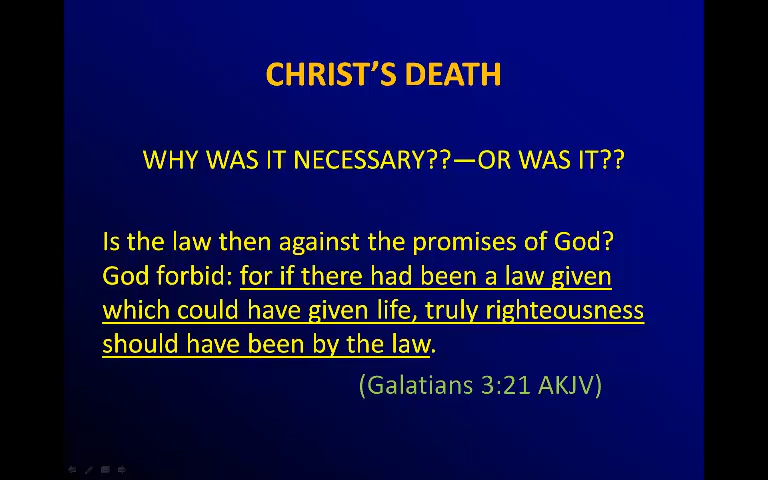 CHRIST’S DEATH
WHY WAS IT NECESSARY??—OR WAS IT??
Is the law then against the promises of God?
God forbid: for if there had been a law given
which could have given life, truly righteousness
should have been by the law.
(Galatians 3:21 AKJV)